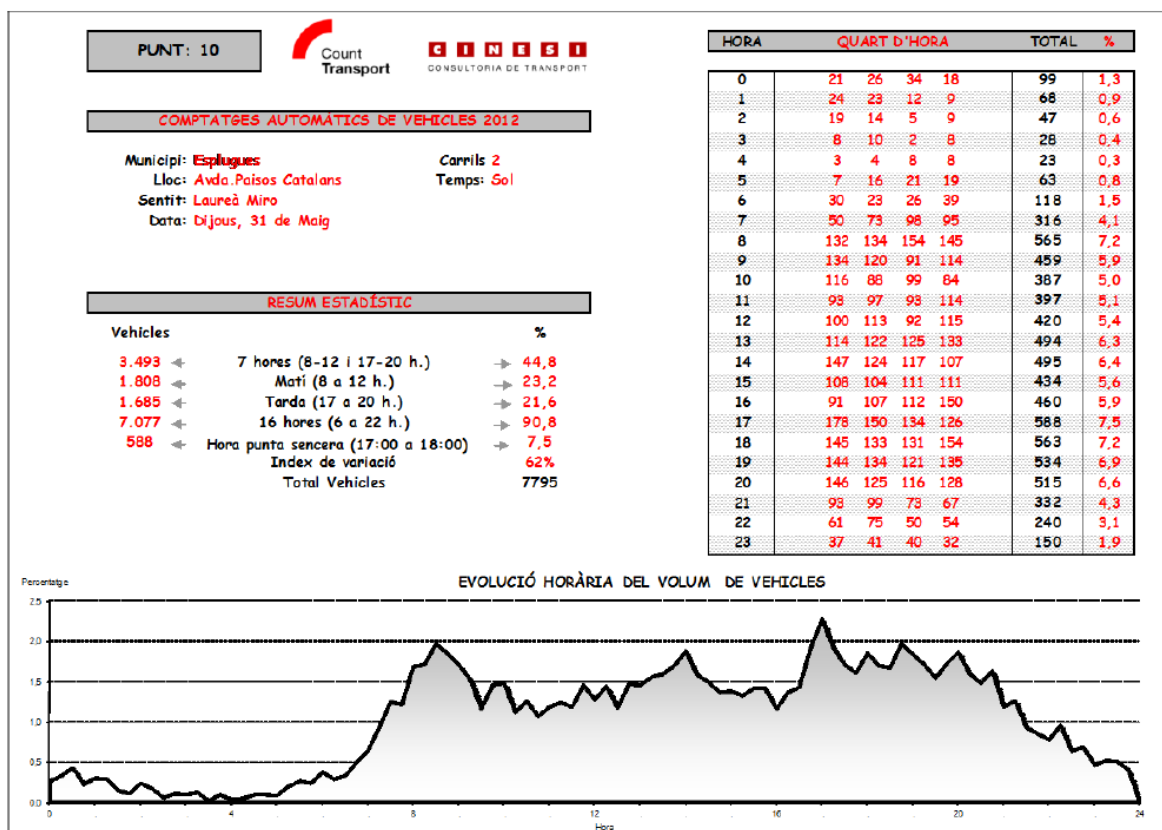 PUNT: 10
Count
Transport
CINESI
CONSULTORIA DE TRANSPORT
COMPTATGES AUTOMÀTICS DE VEHICLES 2012
Municipi: Esplugues
Carrils 2
Lloc: Avda.Paisos Catalans
Temps: Sol
Sentit: Laureà Miro
Data: Dijous, 31 de Maig
RESUM ESTADÍSTIC
Vehicles %
3.493 7 hores (8-12 i 17-20 h.) 44,8
1.808 Matí (8 a 12 h.) 23,2
1.685 Tarda (17 a 20 h.) 21,6
7.077 16 hores (6 a 22 h.) 90,8
588 Hora punta sencera (17:00 a 18:00) 7,5
Index de variació 62%
Total Vehicles 7795
HORA QUART D'HORA TOTAL %
0 21 26 34 18 99 1,3
1 24 23 12 9 68 0,9
2 19 14 5 9 47 0,6
3 8 10 2 8 28 0,4
4 3 4 8 8 23 0,3
5 7 16 21 19 63 0,8
6 30 23 26 39 118 1,5
7 50 73 98 95 316 4,1
8 132 134 154 145 565 7,2
9 134 120 91 114 459 5,9
10 116 88 99 84 387 5,0
11 93 97 93 114 397 5,1
12 100 113 92 115 420 5,4
13 114 122 125 133 494 6,3
14 147 124 117 107 495 6,4
15 108 104 111 111 434 5,6
16 91 107 112 150 460 5,9
17 178 150 134 126 588 7,5
18 145 133 131 154 563 7,2
19 144 134 121 135 534 6,9
20 146 125 116 128 515 6,6
21 93 99 73 67 332 4,3
22 61 75 50 54 240 3,1
23 37 41 40 32 150 1,9
EVOLUCIÓ HORÀRIA DEL VOLUM DE VEHICLES
Percentatge
2.5
2.0
1.5
1.0
0.5
0.0
0 4 8 12 16 20 24
Hora